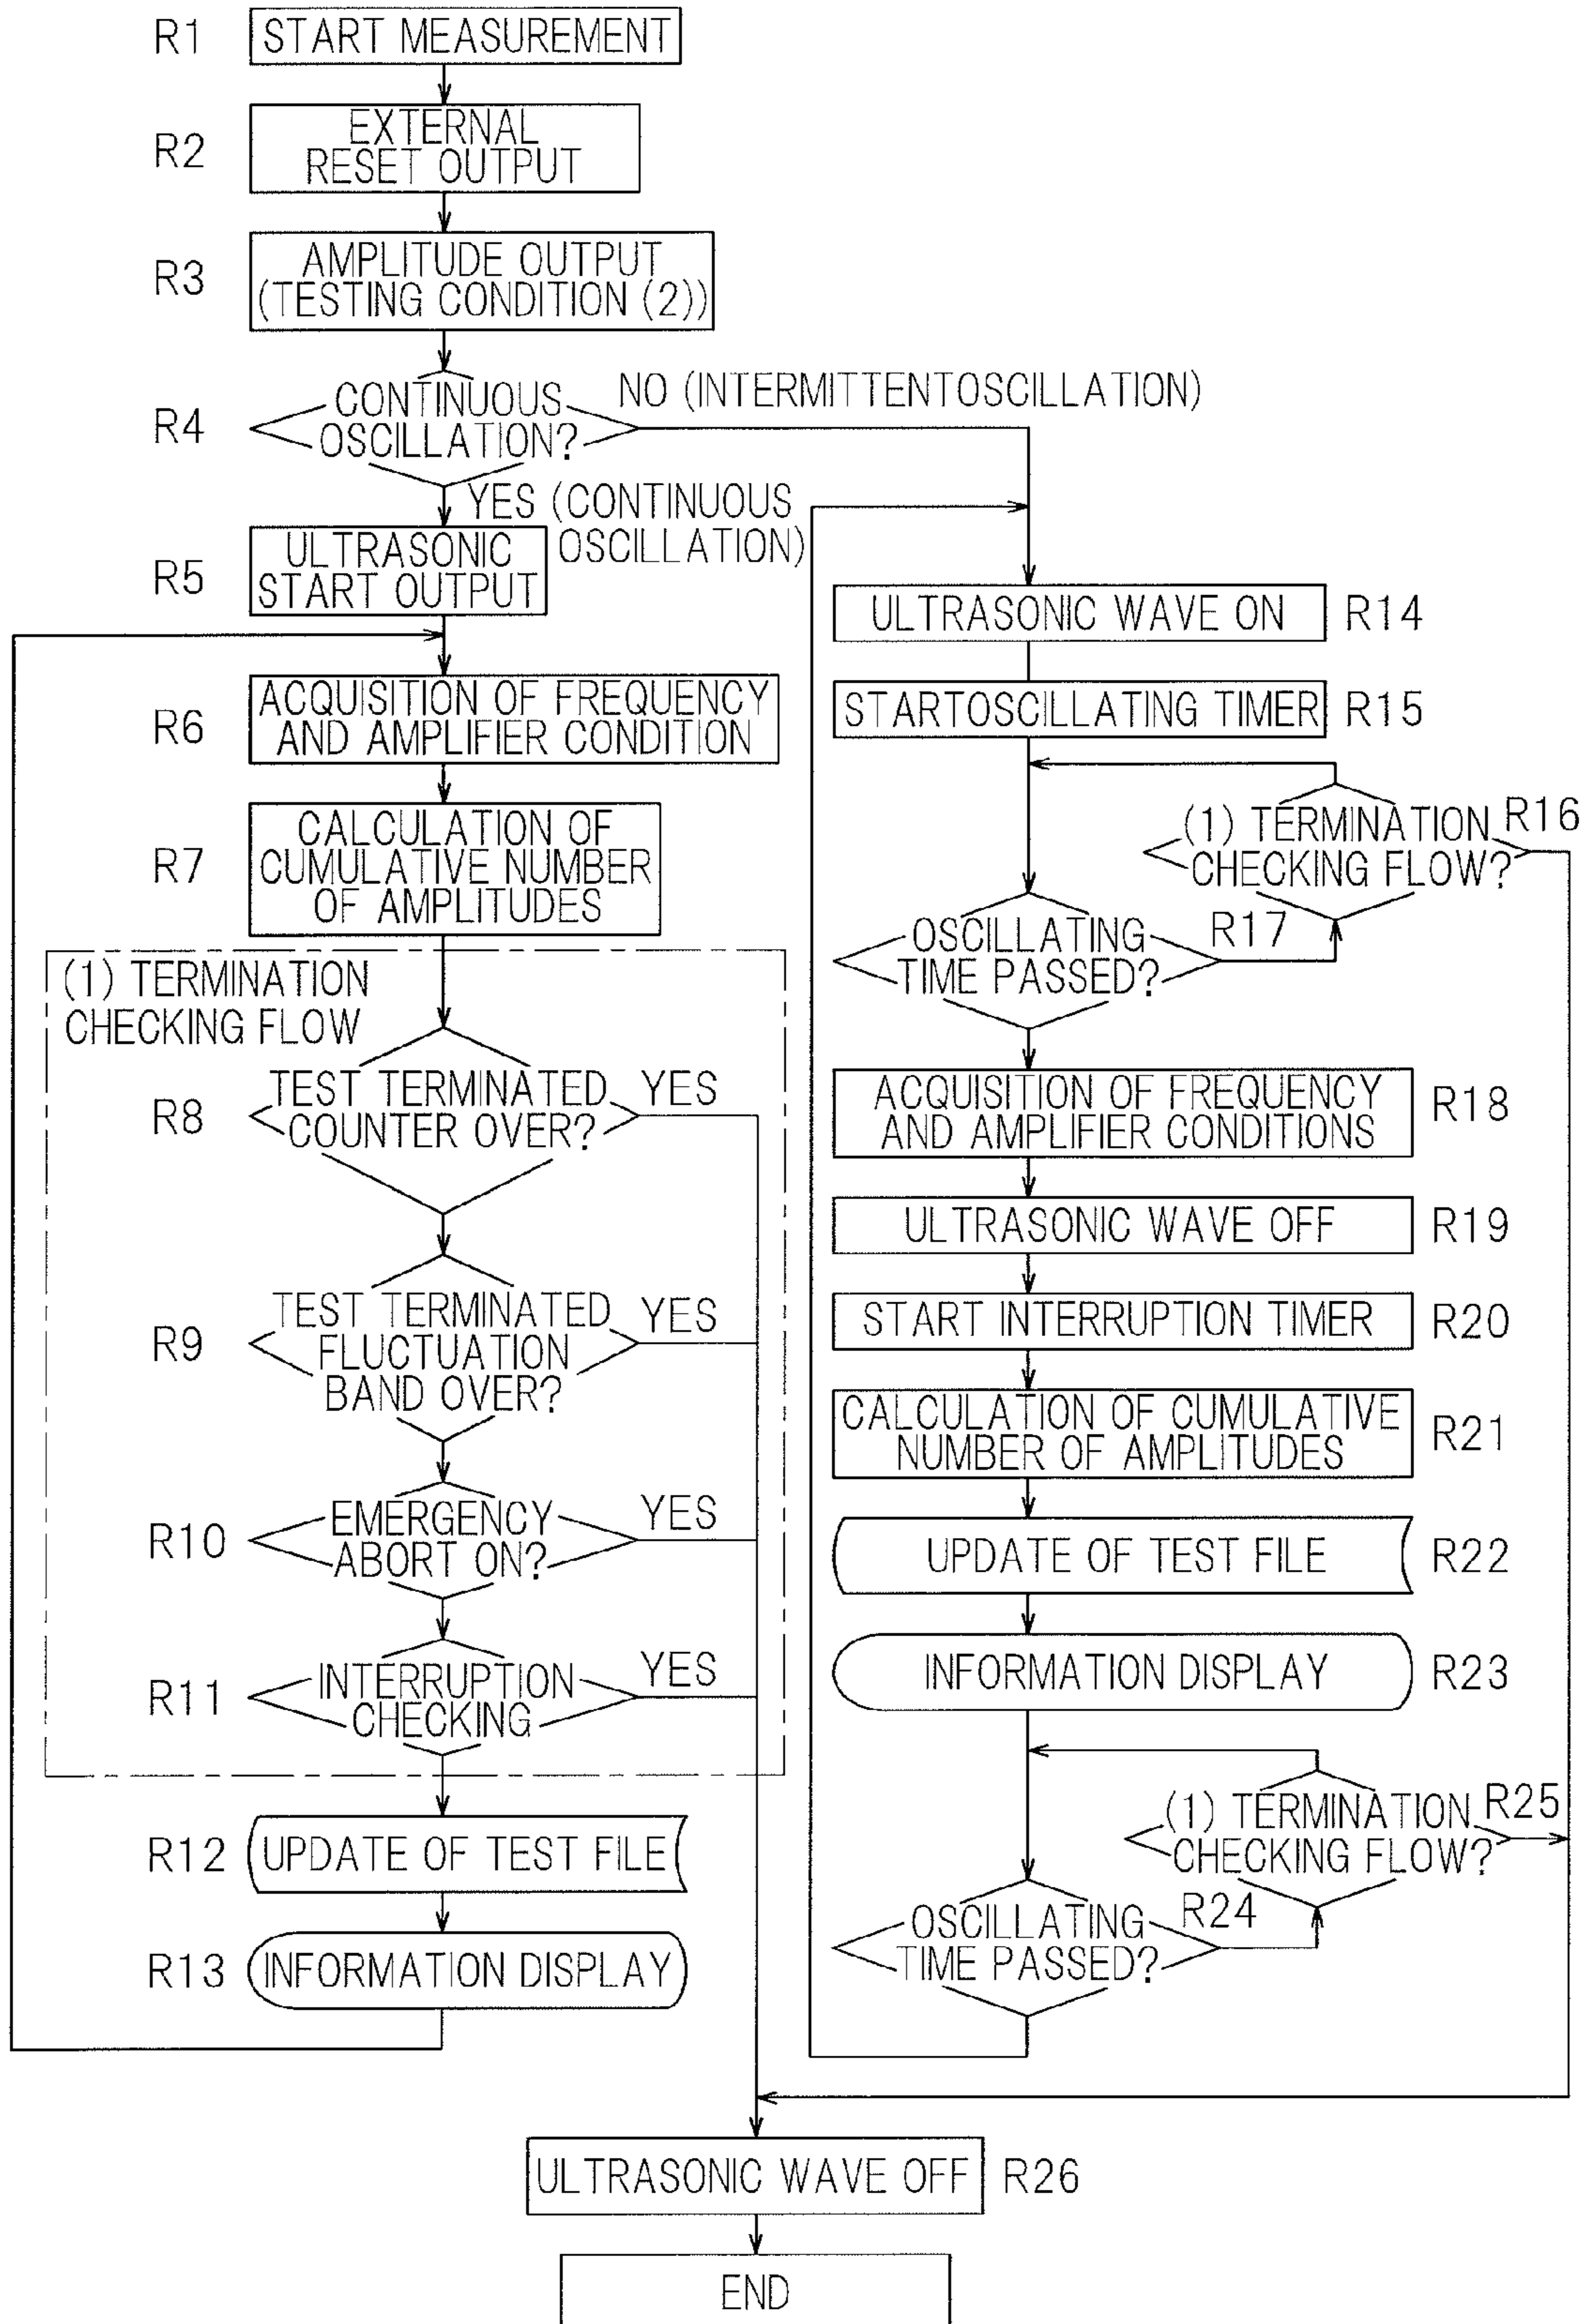 R1
START MEASUREMENT
R2
EXTERNAL
RESET OUTPUT
R3
AMPLITUDE OUTPUT
(TESTING CONDITION (2))
R4
CONTINUOUS
OSCILLATION?
NO (INTERMITTENTOSCILLATION)
YES (CONTINUOUS
OSCILLATION)
R5
ULTRASONIC
START OUTPUT
R6
ACQUISITION OF FREQUENCY
AND AMPLIFIER CONDITION
R7
CALCULATION OF
CUMULATIVE NUMBER
OF AMPLITUDES
(1) TERMINATION
CHECKING FLOW
R8
TEST TERMINATED
COUNTER OVER?
YES
R9
TEST TERMINATED
FLUCTUATION
BAND OVER?
YES
R10
EMERGENCY
ABORT ON?
YES
R11
INTERRUPTION
CHECKING
YES
R12
UPDATE OF TEST FILE
R13
INFORMATION DISPLAY
ULTRASONIC WAVE ON
R14
STARTOSCILLATING TIMER
R15
(1) TERMINATION
CHECKING FLOW?
R16
OSCILLATING
TIME PASSED?
R17
ACQUISITION OF FREQUENCY
AND AMPLIFIER CONDITIONS
R18
ULTRASONIC WAVE OFF
R19
START INTERRUPTION TIMER
R20
CALCULATION OF CUMULATIVE
NUMBER OF AMPLITUDES
R21
UPDATE OF TEST FILE
R22
INFORMATION DISPLAY
R23
(1) TERMINATION
CHECKING FLOW?
R25
OSCILLATING
TIME PASSED?
R24
ULTRASONIC WAVE OFF
R26
END